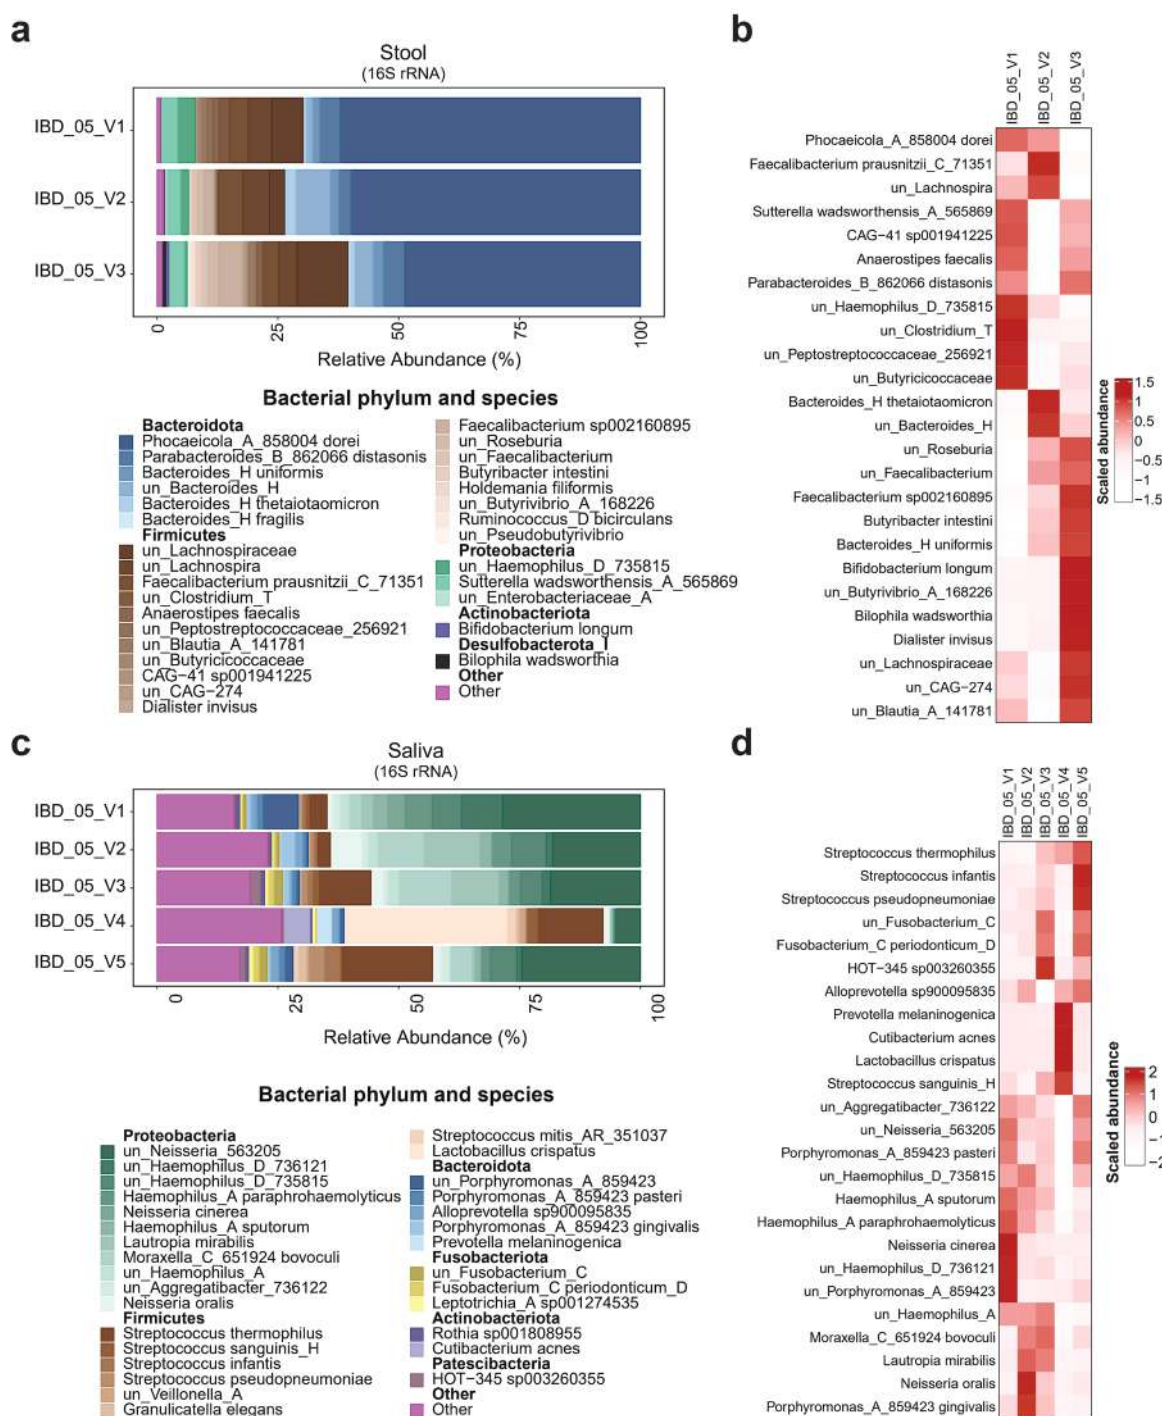 a
Stool
(16S rRNA)
IBD_05_V1
IBD_05_V2
IBD_05_V3
0
25
50
75
100
Relative Abundance (%)
Bacterial phylum and species
Bacteroidota
Phocaeicola_A_858004 dorei
Parabacteroides_B_862066 distasonis
Bacteroides_H uniformis
un_Bacteroides_H
Bacteroides_H thetaiotaomicron
Bacteroides_H fragilis
Firmicutes
un_Lachnospiraceae
un_Lachnospira
Faecalibacterium prausnitzii_C_71351
un_Clostridium_T
Anaerostipes faecalis
un_Peptostreptococcaceae_256921
un_Blautia_A_141781
un_Butyricicoccaceae
CAG-41 sp001941225
un_CAG-274
Dialister invisus
Faecalibacterium sp002160895
un_Roseburia
un_Faecalibacterium
Butyribacter intestini
Holdemania filiformis
un_Butyrivibrio_A_168226
Ruminococcus_D bicirculans
un_Pseudobutyrivibrio
Proteobacteria
un_Haemophilus_D_735815
Sutterella wadsworthensis_A_565869
un_Enterobacteriaceae_A
Actinobacteriota
Bifidobacterium longum
Desulfobacterota_I
Bilophila wadsworthia
Other
Other
b
IBD_05_V1
IBD_05_V2
IBD_05_V3
Phocaeicola_A_858004 dorei
Faecalibacterium prausnitzii_C_71351
un_Lachnospira
Sutterella wadsworthensis_A_565869
CAG-41 sp001941225
Anaerostipes faecalis
Parabacteroides_B_862066 distasonis
un_Haemophilus_D_735815
un_Clostridium_T
un_Peptostreptococcaceae_256921
un_Butyricicoccaceae
Bacteroides_H thetaiotaomicron
un_Bacteroides_H
un_Roseburia
un_Faecalibacterium
Faecalibacterium sp002160895
Butyribacter intestini
Bacteroides_H uniformis
Bifidobacterium longum
un_Butyrivibrio_A_168226
Bilophila wadsworthia
Dialister invisus
un_Lachnospiraceae
un_CAG-274
un_Blautia_A_141781
Scaled abundance
1.5
1
0.5
0
-0.5
-1
-1.5
c
Saliva
(16S rRNA)
IBD_05_V1
IBD_05_V2
IBD_05_V3
IBD_05_V4
IBD_05_V5
0
25
50
75
100
Relative Abundance (%)
Bacterial phylum and species
Proteobacteria
un_Neisseria_563205
un_Haemophilus_D_736121
un_Haemophilus_D_735815
Haemophilus_A paraphrohaemolyticus
Neisseria cinerea
Haemophilus_A sputorum
Lautropia mirabilis
Moraxella_C_651924 bovoculi
un_Haemophilus_A
un_Aggregatibacter_736122
Neisseria oralis
Firmicutes
Streptococcus thermophilus
Streptococcus sanguinis_H
Streptococcus infantis
Streptococcus pseudopneumoniae
un_Veillonella_A
Granulicatella elegans
Streptococcus mitis_AR_351037
Lactobacillus crispatus
Bacteroidota
un_Porphyromonas_A_859423
Porphyromonas_A_859423 pasteri
Alloprevotella sp900095835
Porphyromonas_A_859423 gingivalis
Prevotella melaninogenica
Fusobacteriota
un_Fusobacterium_C
Fusobacterium_C periodonticum_D
Leptotrichia_A sp001274535
Actinobacteriota
Rothia sp001808955
Cutibacterium acnes
Patescibacteria
HOT-345 sp003260355
Other
Other
d
IBD_05_V1
IBD_05_V2
IBD_05_V3
IBD_05_V4
IBD_05_V5
Streptococcus thermophilus
Streptococcus infantis
Streptococcus pseudopneumoniae
un_Fusobacterium_C
Fusobacterium_C periodonticum_D
HOT-345 sp003260355
Alloprevotella sp900095835
Prevotella melaninogenica
Cutibacterium acnes
Lactobacillus crispatus
Streptococcus sanguinis_H
un_Aggregatibacter_736122
un_Neisseria_563205
Porphyromonas_A_859423 pasteri
un_Haemophilus_D_735815
Haemophilus_A sputorum
Haemophilus_A paraphrohaemolyticus
Neisseria cinerea
un_Haemophilus_D_736121
un_Porphyromonas_A_859423
un_Haemophilus_A
Moraxella_C_651924 bovoculi
Lautropia mirabilis
Neisseria oralis
Porphyromonas_A_859423 gingivalis
Scaled abundance
2
1
0
-1
-2